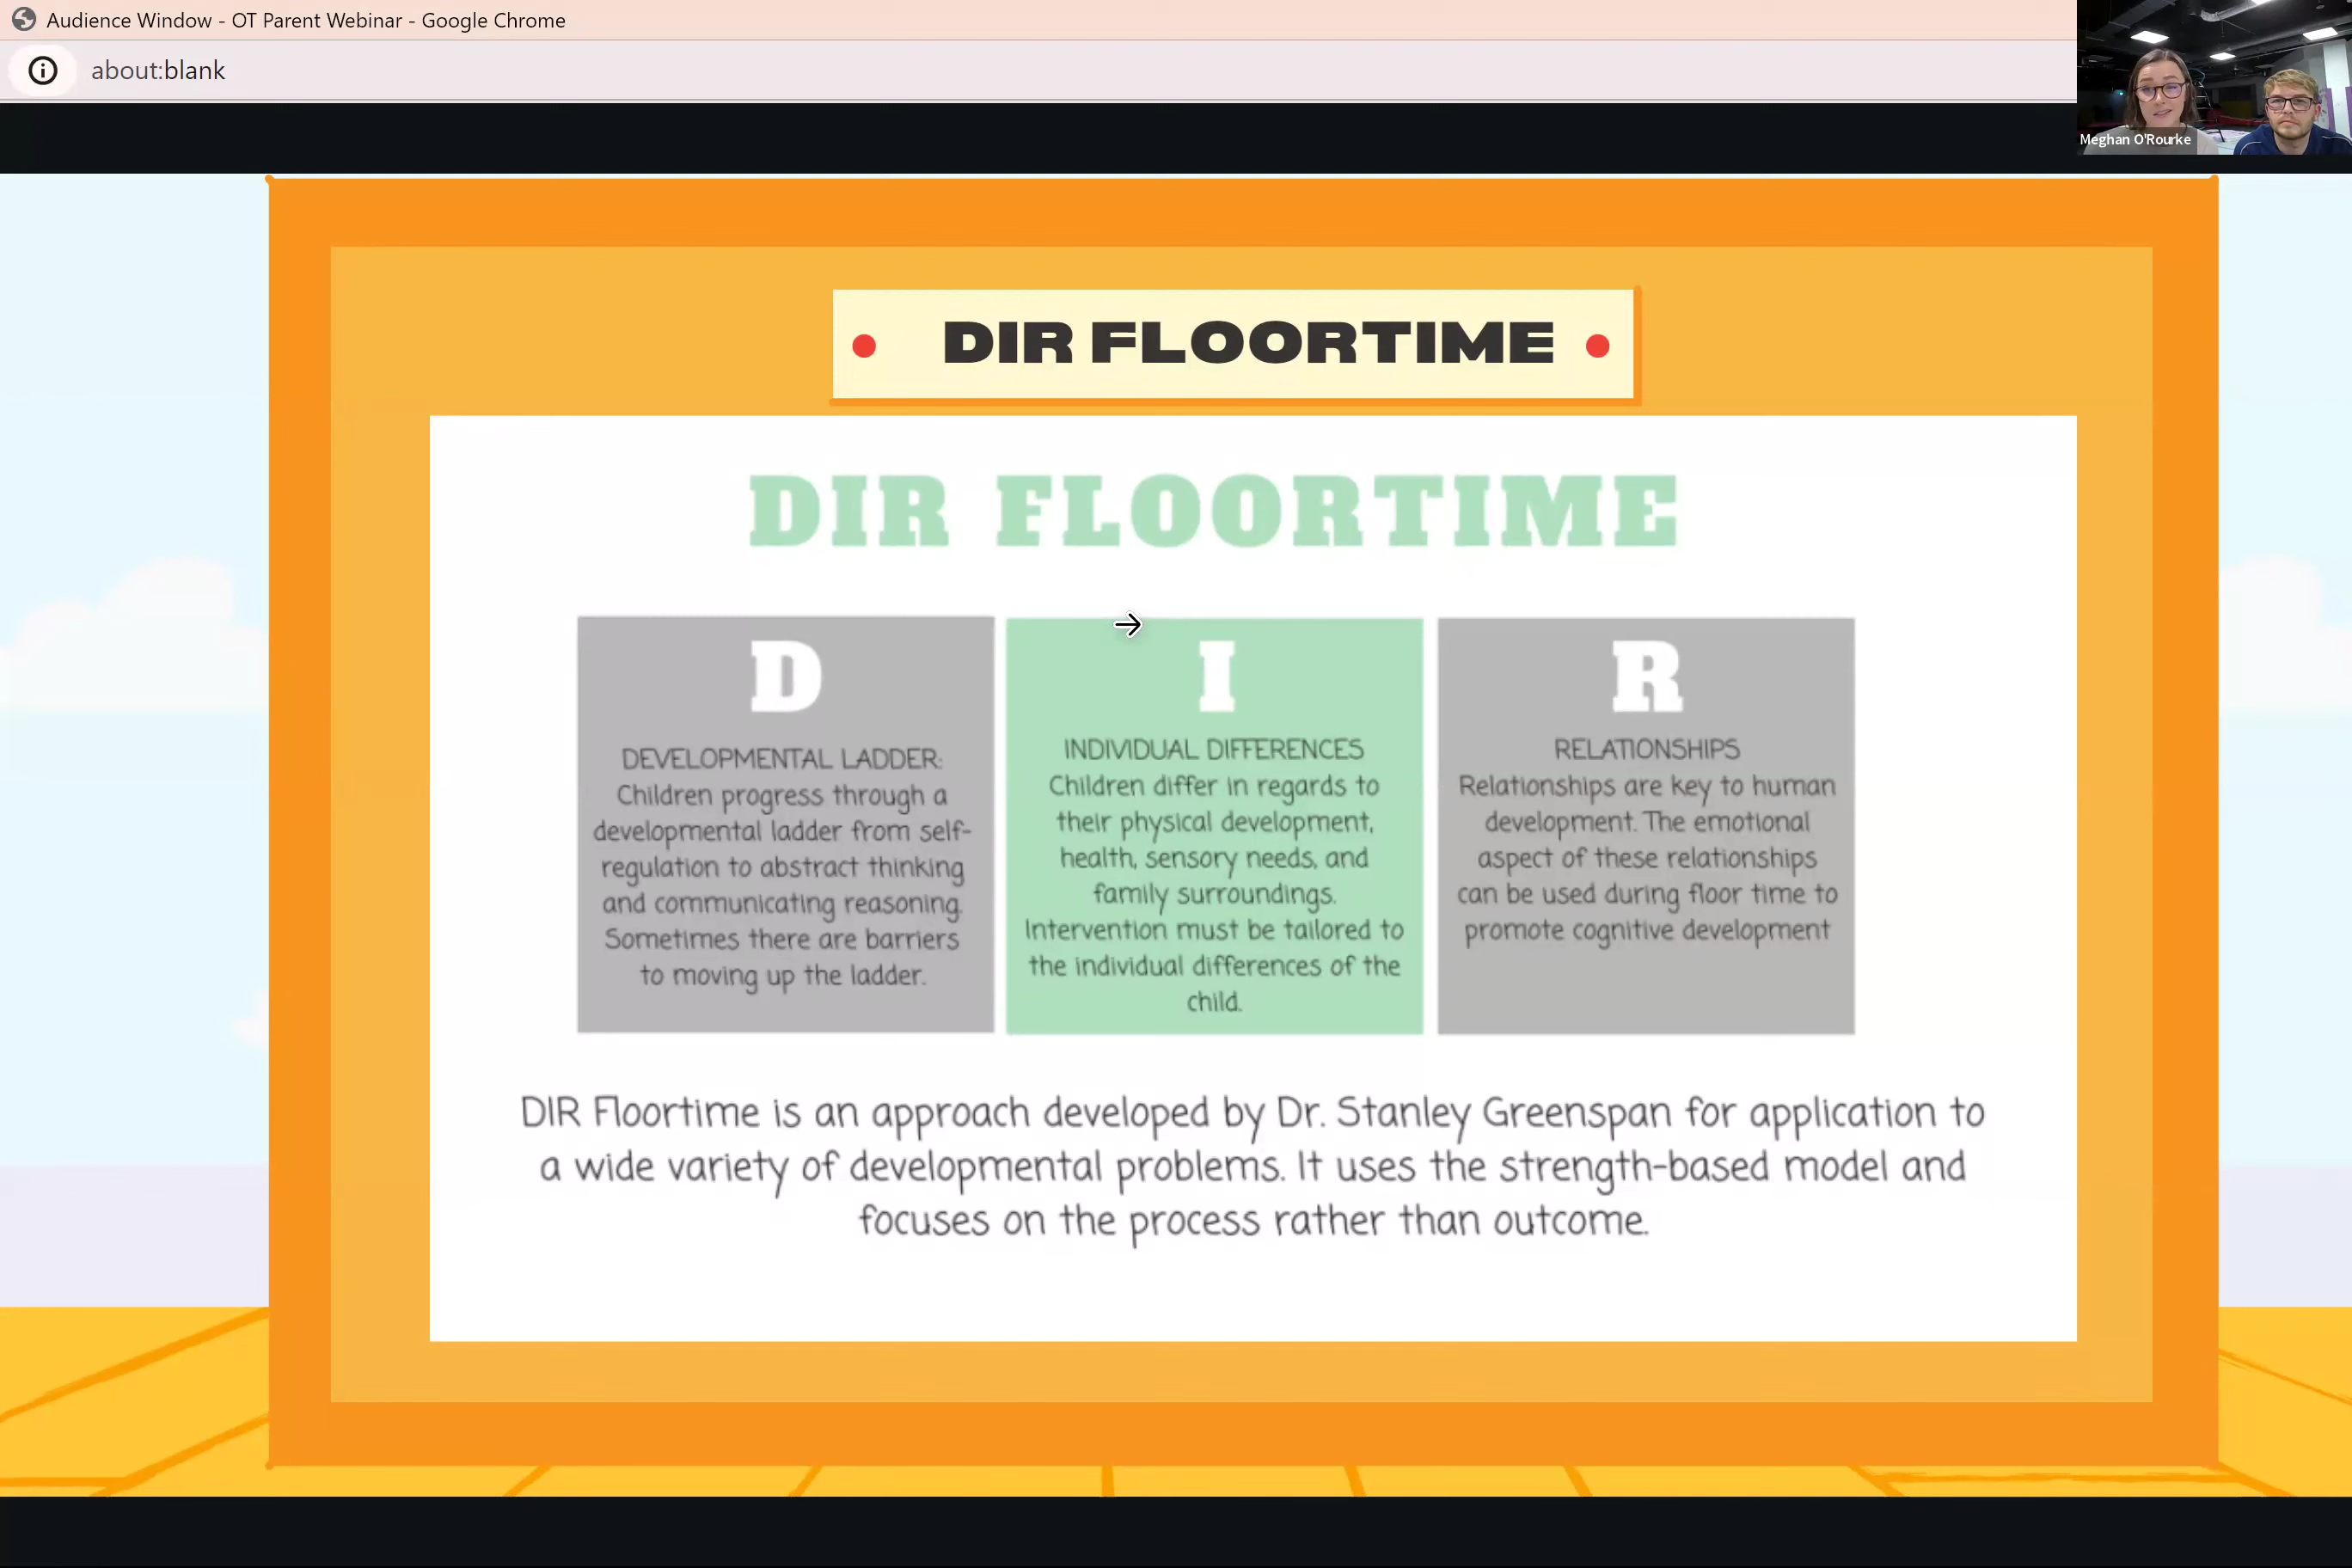 Audience Window - OT Parent Webinar - Google Chrome
about:blank
Meghan O'Rourke
DIR FLOORTIME
DIR FLOORTIME
D
DEVELOPMENTAL LADDER:
Children progress through a
developmental ladder from self-
regulation to abstract thinking
and communicating reasoning.
Sometimes there are barriers
to moving up the ladder.
I
INDIVIDUAL DIFFERENCES
Children differ in regards to
their physical development,
health, sensory needs, and
family surroundings.
Intervention must be tailored to
the individual differences of the
child.
R
RELATIONSHIPS
Relationships are key to human
development. The emotional
aspect of these relationships
can be used during floor time to
promote cognitive development
DIR Floortime is an approach developed by Dr. Stanley Greenspan for application to
a wide variety of developmental problems. It uses the strength-based model and
focuses on the process rather than outcome.